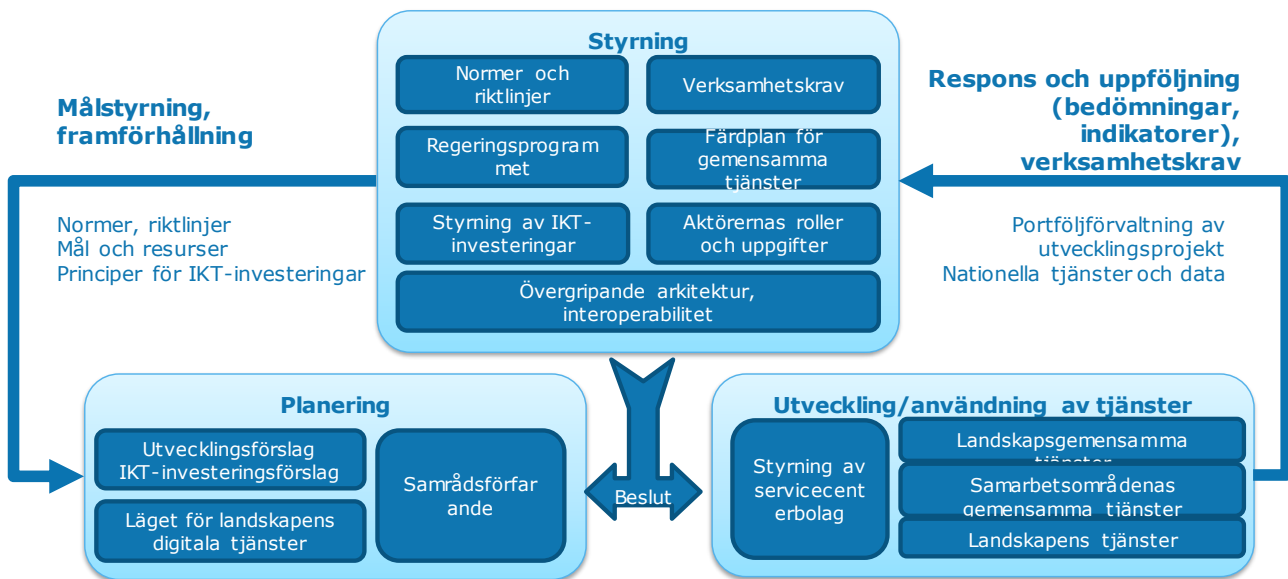 Styrning
Normer och
riktlinjer
Verksamhetskrav
Regeringsprogram
met
Färdplan för
gemensamma
tjänster
Styrning av IKT-
investeringar
Aktörernas roller
och uppgifter
Övergripande arkitektur,
interoperabilitet
Målstyrning,
framförhållning
Normer, riktlinjer
Mål och resurser
Principer för IKT-investeringar
Respons och uppföljning
(bedömningar,
indikatorer),
verksamhetskrav
Portföljförvaltning av
utvecklingsprojekt
Nationella tjänster och data
Planering
Utvecklingsförslag
IKT-investeringsförslag
Läget för landskapens
digitala tjänster
Samrådsförfar
ande
Beslut
Utveckling/användning av tjänster
Styrning av
servicecent
erbolag
Landskapsgemensamma
tjänster
Samarbetsområdenas
gemensamma tjänster
Landskapens tjänster